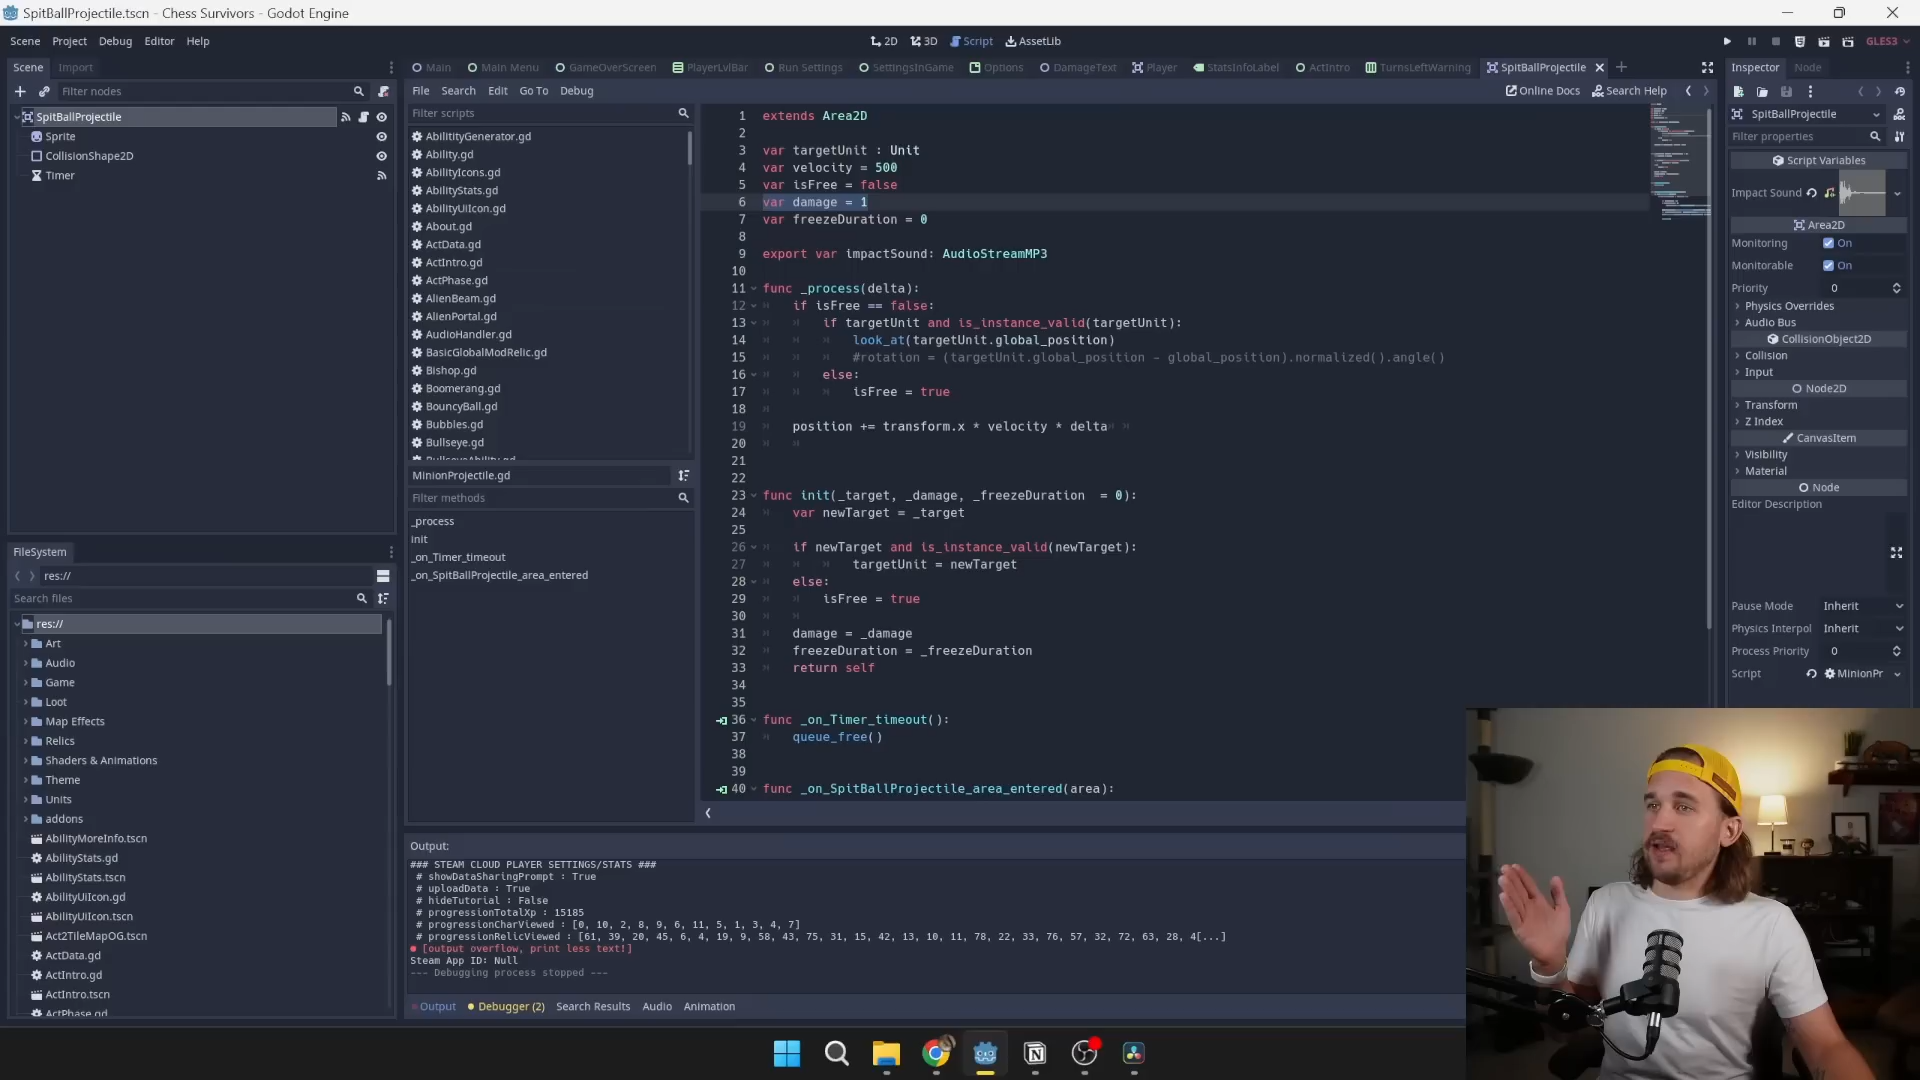 SpitBallProjectile.tscn - Chess Survivors - Godot Engine
Scene Project Debug Editor Help
2D 3D Script AssetLib
GLES3
Scene Import
Filter nodes
SpitBallProjectile
Sprite
CollisionShape2D
Timer
FileSystem
res://
Search files
res://
Art
Audio
Game
Loot
Map Effects
Relics
Shaders & Animations
Theme
Units
addons
AbilityMoreInfo.tscn
AbilityStats.gd
AbilityStats.tscn
AbilityUiIcon.gd
AbilityUiIcon.tscn
Act2TileMapOG.tscn
ActData.gd
ActIntro.gd
ActIntro.tscn
ActPhase.gd
Main Main Menu GameOverScreen PlayerLvlBar Run Settings SettingsInGame Options DamageText Player StatsInfoLabel ActIntro TurnsLeftWarning SpitBallProjectile
File Search Edit Go To Debug
Online Docs Search Help
Filter scripts
AbilitityGenerator.gd
Ability.gd
AbilityIcons.gd
AbilityStats.gd
AbilityUiIcon.gd
About.gd
ActData.gd
ActIntro.gd
ActPhase.gd
AlienBeam.gd
AlienPortal.gd
AudioHandler.gd
BasicGlobalModRelic.gd
Bishop.gd
Boomerang.gd
BouncyBall.gd
Bubbles.gd
Bullseye.gd
BullseyeAbility.gd
MinionProjectile.gd
Filter methods
_process
init
_on_Timer_timeout
_on_SpitBallProjectile_area_entered
1 extends Area2D
2
3 var targetUnit : Unit
4 var velocity = 500
5 var isFree = false
6 var damage = 1
7 var freezeDuration = 0
8
9 export var impactSound: AudioStreamMP3
10
11 func _process(delta):
12 if isFree == false:
13 if targetUnit and is_instance_valid(targetUnit):
14 look_at(targetUnit.global_position)
15 #rotation = (targetUnit.global_position - global_position).normalized().angle()
16 else:
17 isFree = true
18
19 position += transform.x * velocity * delta
20
21
22
23 func init(_target, _damage, _freezeDuration  = 0):
24 var newTarget = _target
25
26 if newTarget and is_instance_valid(newTarget):
27 targetUnit = newTarget
28 else:
29 isFree = true
30
31 damage = _damage
32 freezeDuration = _freezeDuration
33 return self
34
35
36 func _on_Timer_timeout():
37 queue_free()
38
39
40 func _on_SpitBallProjectile_area_entered(area):
Output:
### STEAM CLOUD PLAYER SETTINGS/STATS ###
# showDataSharingPrompt : True
# uploadData : True
# hideTutorial : False
# progressionTotalXp : 15185
# progressionCharViewed : [0, 10, 2, 8, 9, 6, 11, 5, 1, 3, 4, 7]
# progressionRelicViewed : [61, 39, 20, 45, 6, 4, 19, 9, 58, 43, 75, 31, 15, 42, 13, 10, 11, 78, 22, 33, 76, 57, 32, 72, 63, 28, 4[...]
[output overflow, print less text!]
Steam App ID: Null
--- Debugging process stopped ---
Output Debugger (2) Search Results Audio Animation
Inspector Node
SpitBallProjectile
Filter properties
Script Variables
Impact Sound
Area2D
Monitoring On
Monitorable On
Priority 0
Physics Overrides
Audio Bus
CollisionObject2D
Collision
Input
Node2D
Transform
Z Index
CanvasItem
Visibility
Material
Node
Editor Description
Pause Mode Inherit
Physics Interpol Inherit
Process Priority 0
Script MinionPr